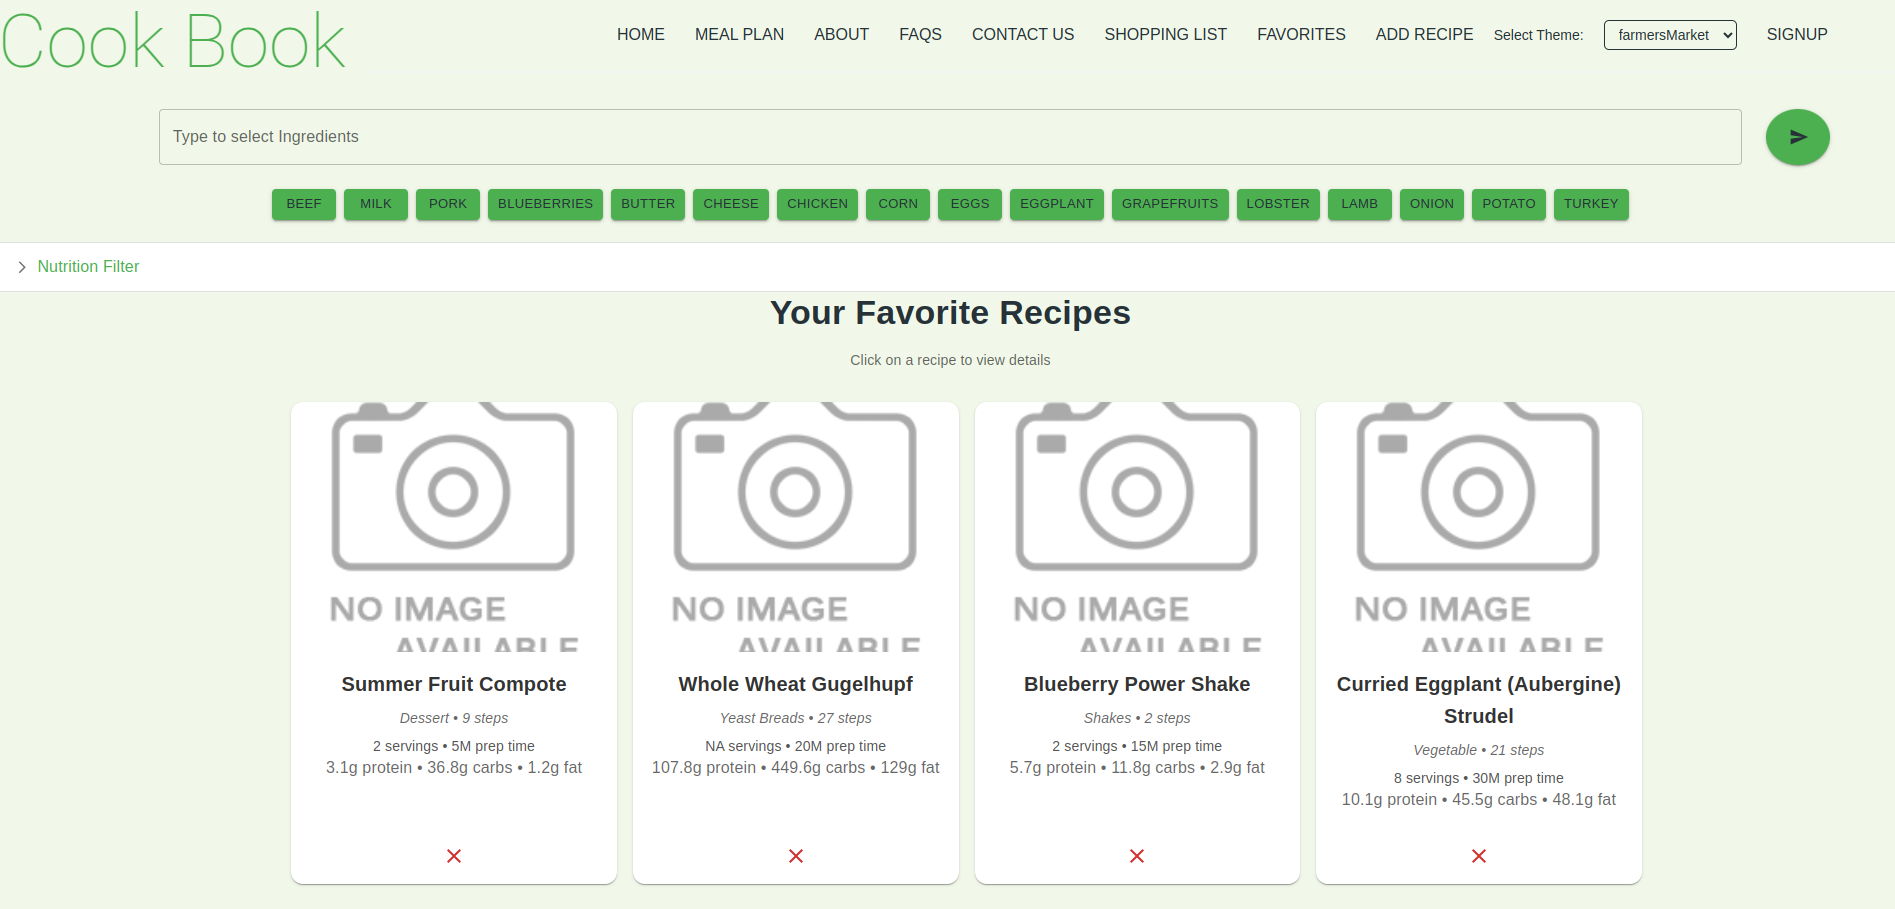 Cook Book
HOME MEAL PLAN ABOUT FAQS CONTACT US SHOPPING LIST FAVORITES ADD RECIPE Select Theme: farmersMarket SIGNUP
Type to select Ingredients
BEEF MILK PORK BLUEBERRIES BUTTER CHEESE CHICKEN CORN EGGS EGGPLANT GRAPEFRUITS LOBSTER LAMB ONION POTATO TURKEY
Nutrition Filter
Your Favorite Recipes
Click on a recipe to view details
NO IMAGE
AVAILABLE
Summer Fruit Compote
Dessert • 9 steps
2 servings • 5M prep time
3.1g protein • 36.8g carbs • 1.2g fat
NO IMAGE
AVAILABLE
Whole Wheat Gugelhupf
Yeast Breads • 27 steps
NA servings • 20M prep time
107.8g protein • 449.6g carbs • 129g fat
NO IMAGE
AVAILABLE
Blueberry Power Shake
Shakes • 2 steps
2 servings • 15M prep time
5.7g protein • 11.8g carbs • 2.9g fat
NO IMAGE
AVAILABLE
Curried Eggplant (Aubergine)
Strudel
Vegetable • 21 steps
8 servings • 30M prep time
10.1g protein • 45.5g carbs • 48.1g fat